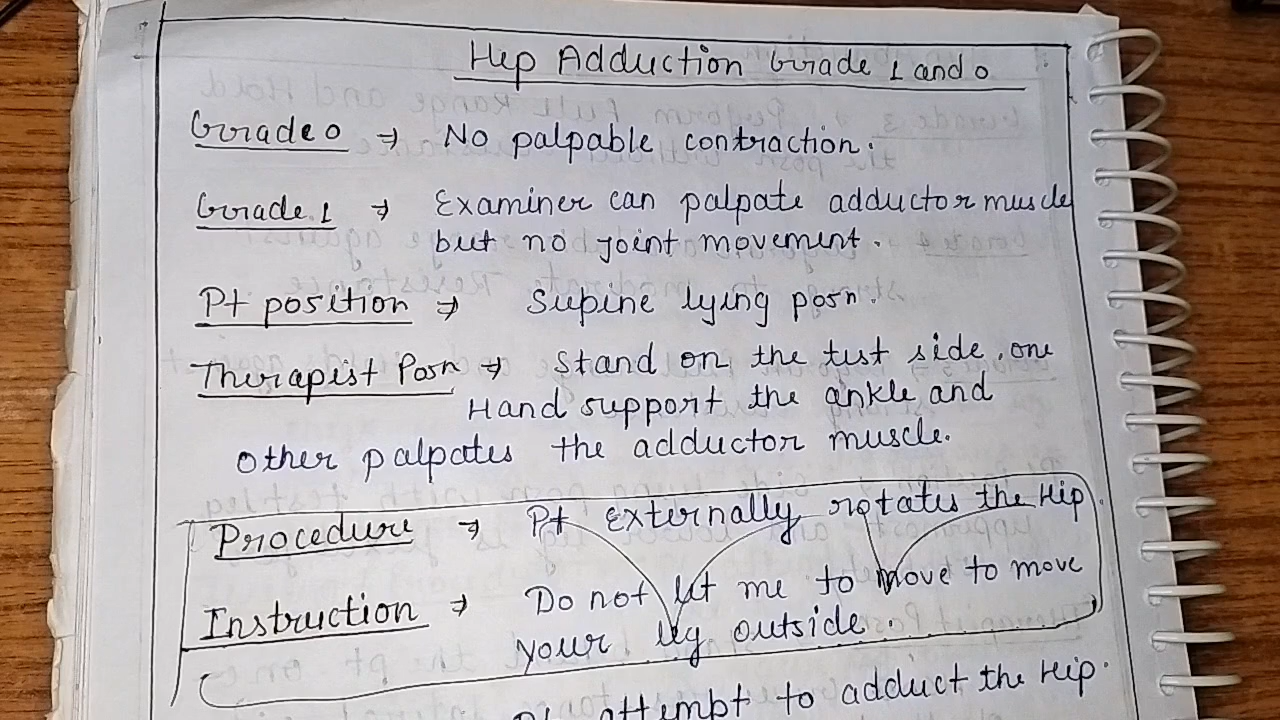 Hip Adduction Grade 1 and 0
Grade 0 ⇒ No palpable contraction.
Grade 1 ⇒ Examiner can palpate adductor muscle
but no joint movement.
Pt position ⇒ Supine lying posn.
Therapist Posn ⇒ Stand on the test side, one
Hand support the ankle and
other palpates the adductor muscle.
Procedure ⇒ Pt Externally rotates the Hip.
Instruction ⇒ Do not let me to move to move
your leg outside.
attempt to adduct the Hip.